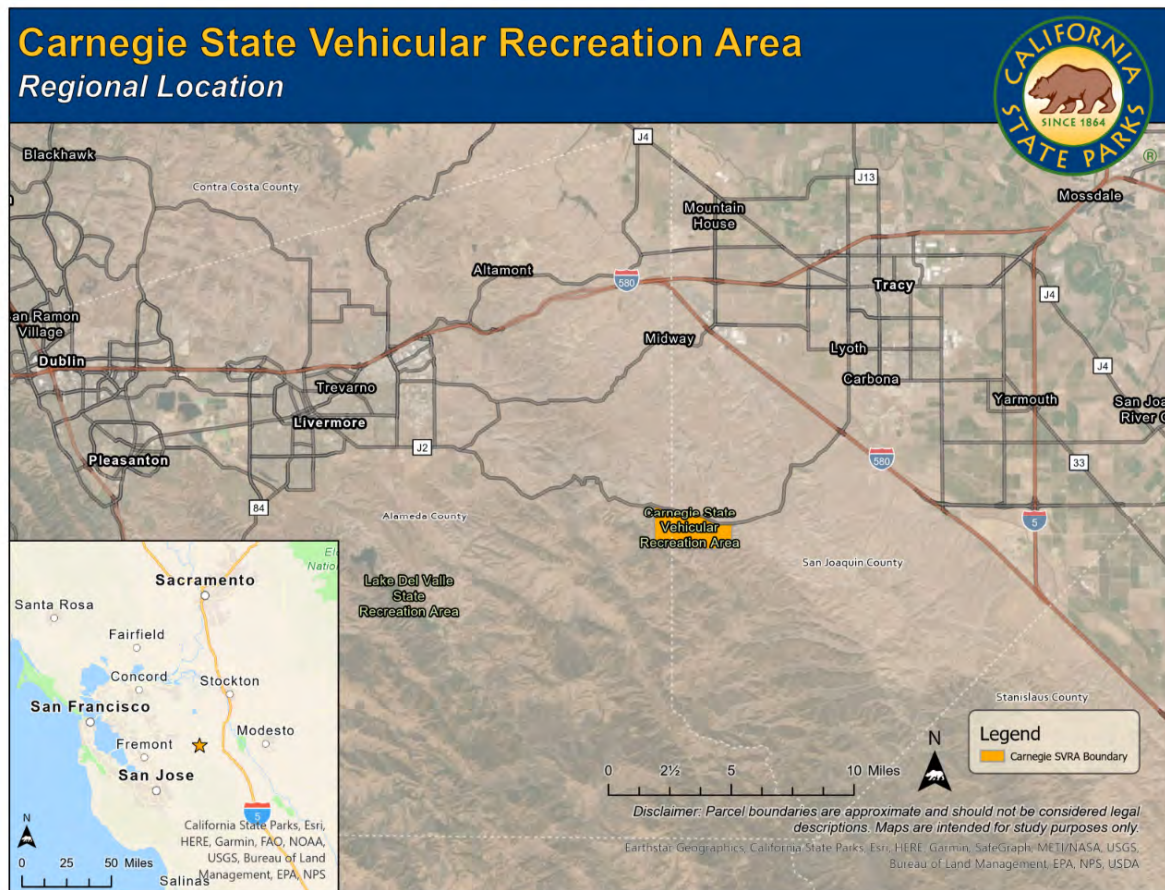 Carnegie State Vehicular Recreation Area
Regional Location
CALIFORNIA
STATE PARKS
SINCE 1864
®
Blackhawk
Contra Costa County
J4
J13
Mossdale
Mountain
House
Altamont
580
Tracy
J4
Ramon
Village
Midway
Lyoth
Dublin
Trevarno
Carbona
J4
Livermore
Yarmouth
River
J2
Pleasanton
580
33
84
Carnegie State
Vehicular
Recreation Area
Alameda County
5
San Joaquin County
Lake Del Valle
State
Recreation Area
Stanislaus County
Sacramento
Santa Rosa
Fairfield
Concord
Stockton
San Francisco
Modesto
Fremont
San Jose
5
Salinas
N
0 25 50 Miles
California State Parks, Esri,
HERE, Garmin, FAO, NOAA,
USGS, Bureau of Land
Management, EPA, NPS
N
Legend
Carnegie SVRA Boundary
0 2½ 5 10 Miles
Disclaimer: Parcel boundaries are approximate and should not be considered legal
descriptions. Maps are intended for study purposes only.
Earthstar Geographics, California State Parks, Esri, HERE, Garmin, SafeGraph, METI/NASA, USGS,
Bureau of Land Management, EPA, NPS, USDA